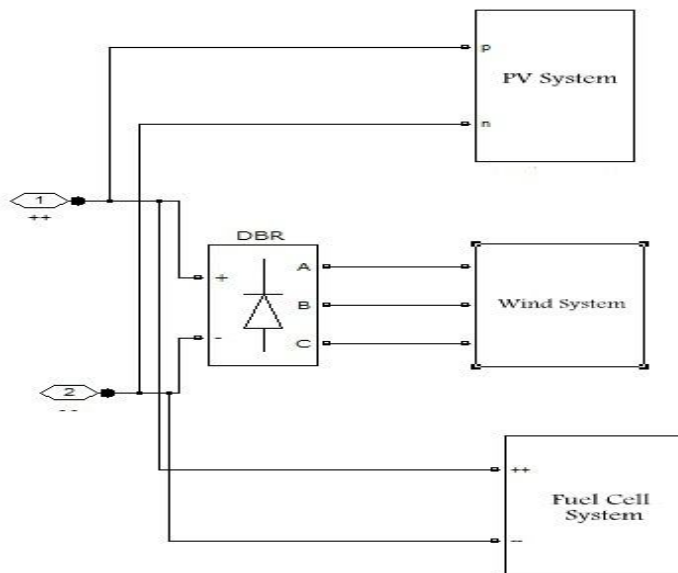 p
PV System
n
1
++
DBR
+
A
B
Wind System
-
C
2
--
++
Fuel Cell
System
--